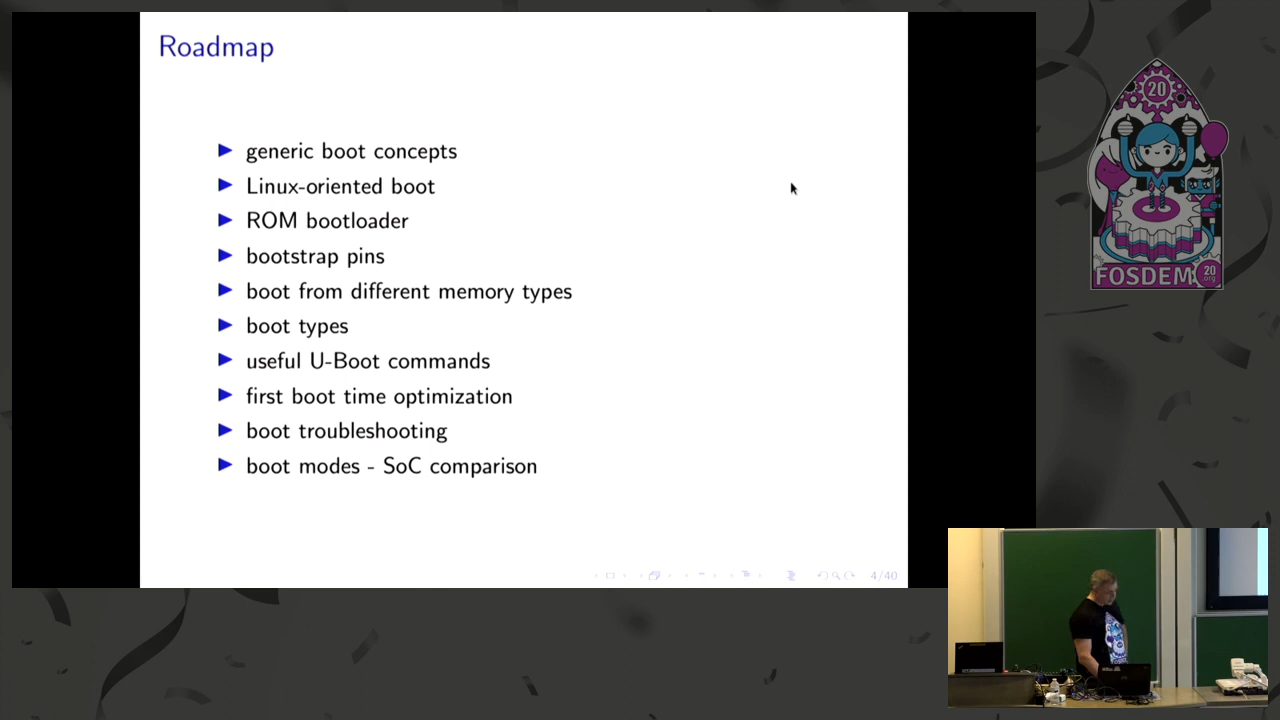 Roadmap
generic boot concepts
Linux-oriented boot
ROM bootloader
bootstrap pins
boot from different memory types
boot types
useful U-Boot commands
first boot time optimization
boot troubleshooting
boot modes - SoC comparison
4/40
20
FOSDEM
20
.org